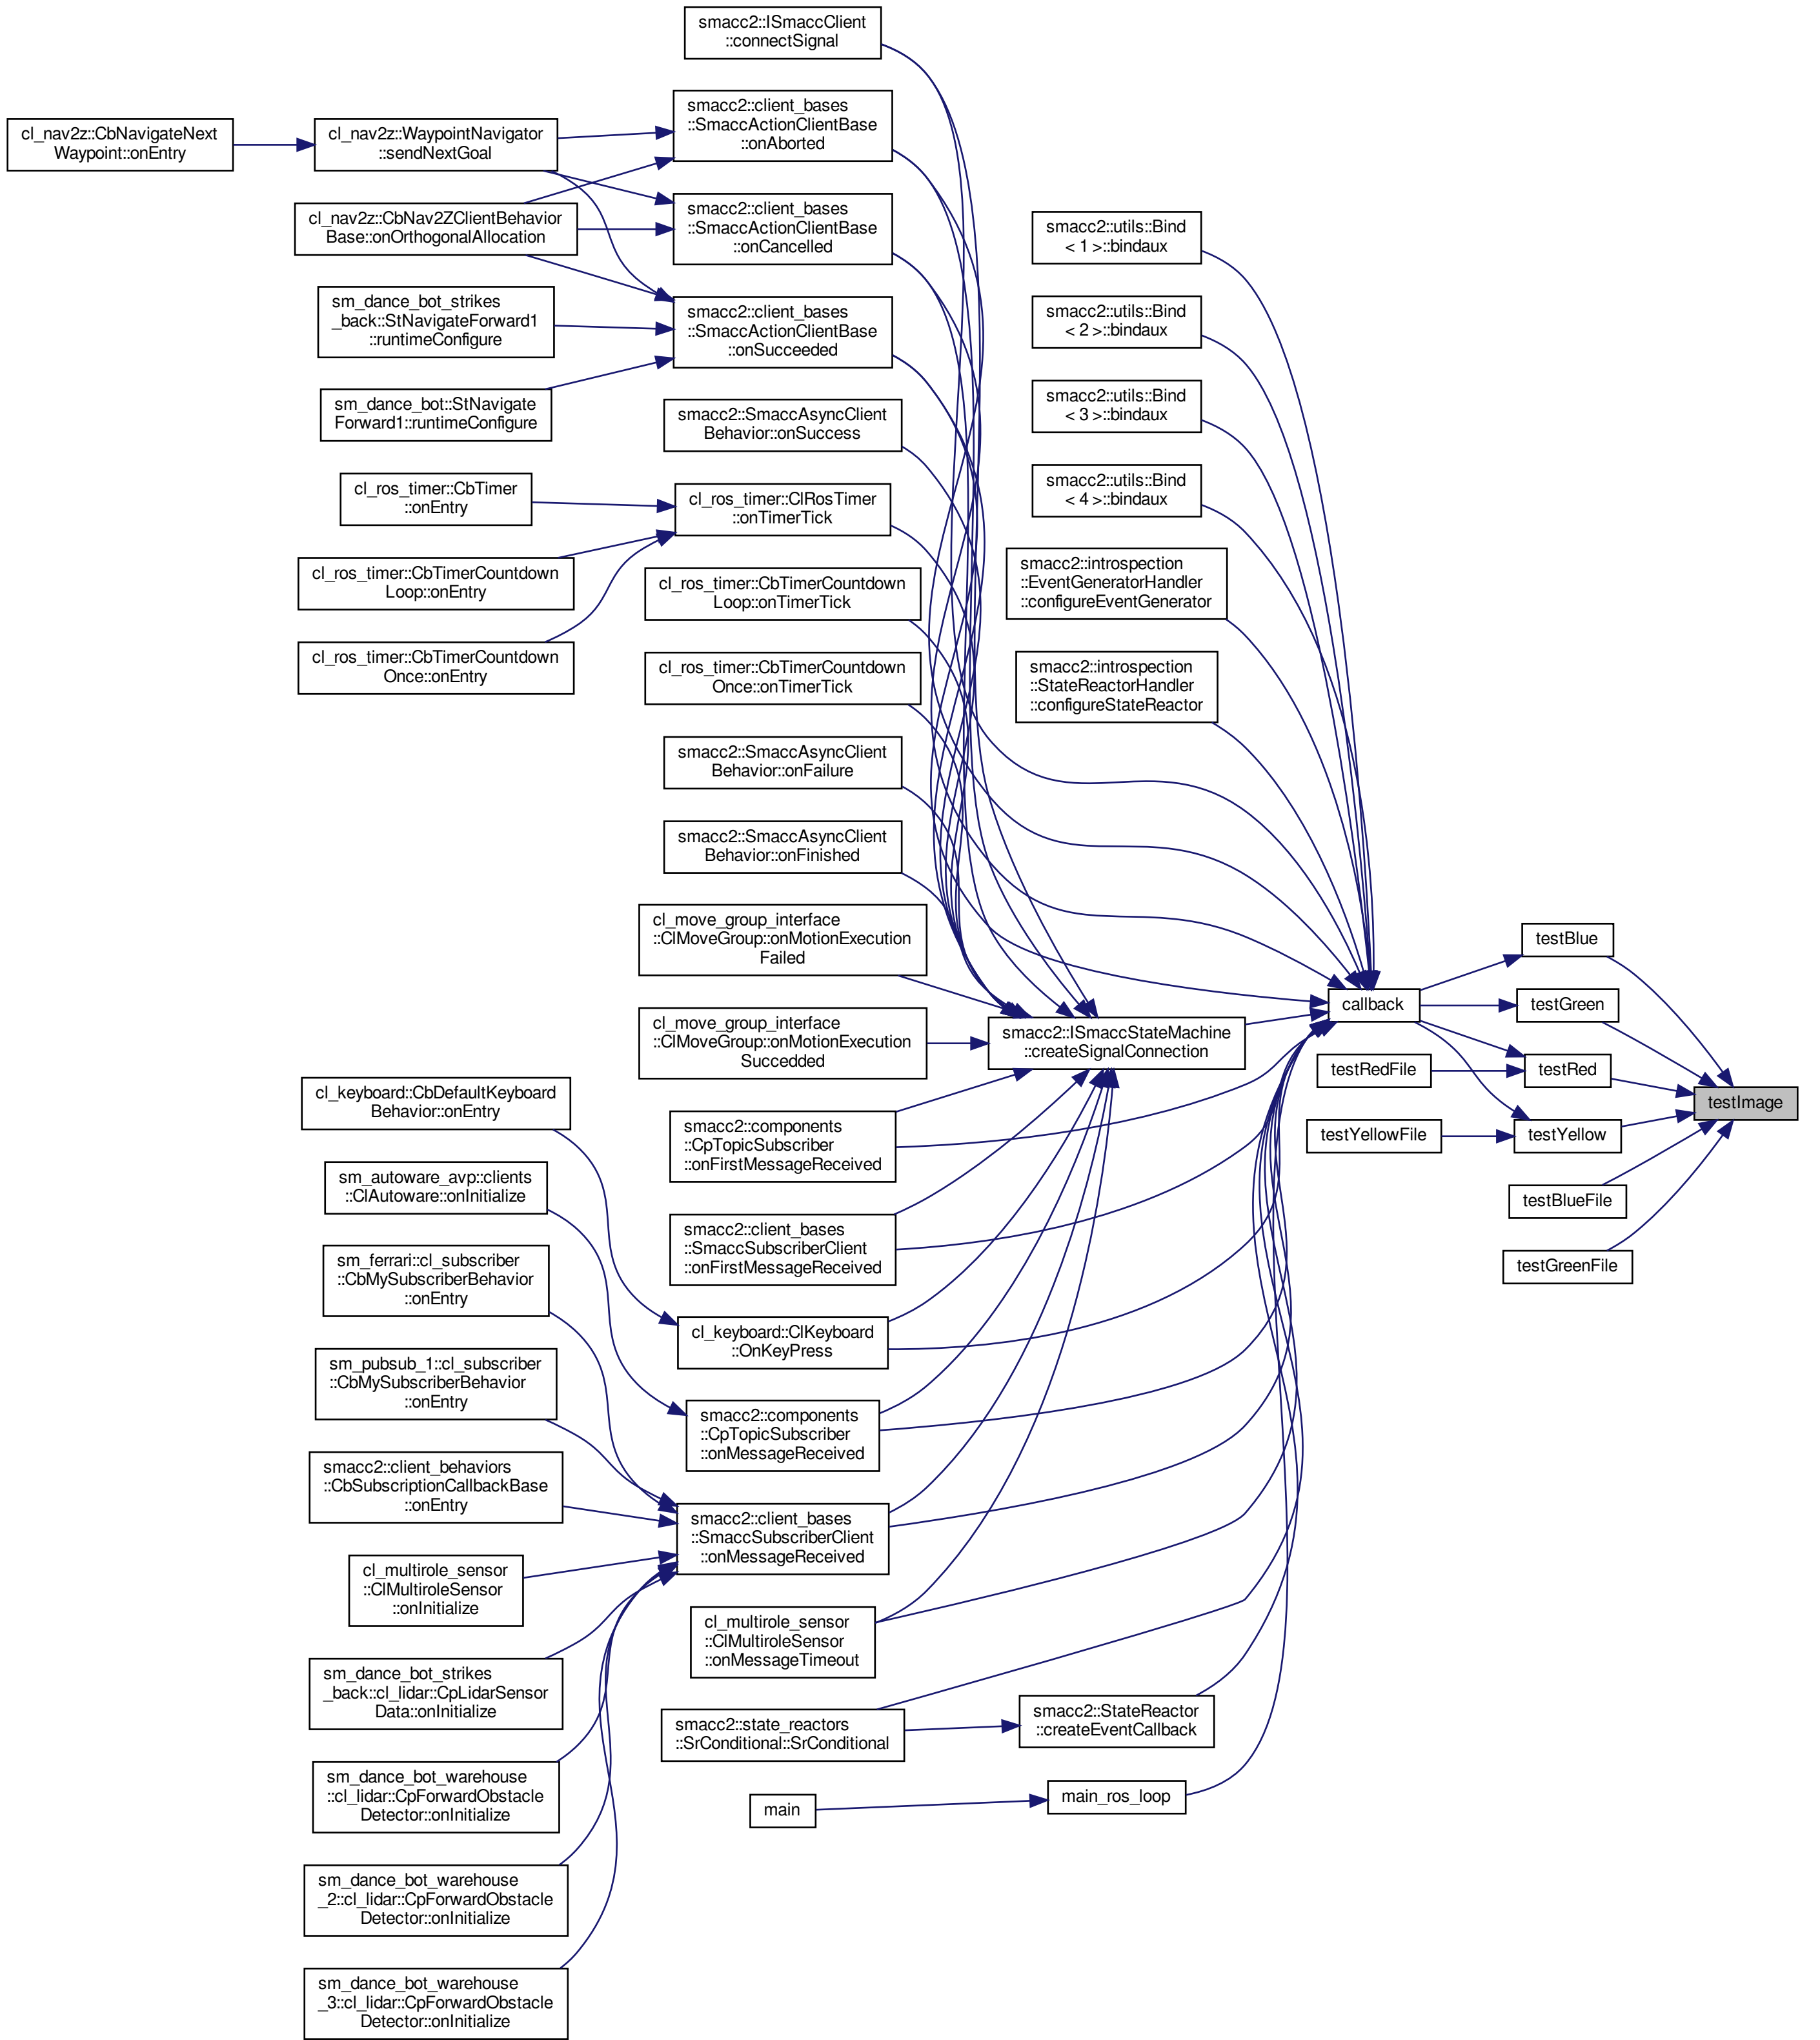 smacc2::ISmaccClient
::connectSignal
smacc2::client_bases
::SmaccActionClientBase
::onAborted
cl_nav2z::CbNavigateNext
Waypoint::onEntry
cl_nav2z::WaypointNavigator
::sendNextGoal
cl_nav2z::CbNav2ZClientBehavior
Base::onOrthogonalAllocation
smacc2::client_bases
::SmaccActionClientBase
::onCancelled
smacc2::utils::Bind
< 1 >::bindaux
sm_dance_bot_strikes
_back::StNavigateForward1
::runtimeConfigure
smacc2::client_bases
::SmaccActionClientBase
::onSucceeded
smacc2::utils::Bind
< 2 >::bindaux
sm_dance_bot::StNavigate
Forward1::runtimeConfigure
smacc2::SmaccAsyncClient
Behavior::onSuccess
smacc2::utils::Bind
< 3 >::bindaux
cl_ros_timer::CbTimer
::onEntry
cl_ros_timer::ClRosTimer
::onTimerTick
smacc2::utils::Bind
< 4 >::bindaux
cl_ros_timer::CbTimerCountdown
Loop::onEntry
cl_ros_timer::CbTimerCountdown
Loop::onTimerTick
smacc2::introspection
::EventGeneratorHandler
::configureEventGenerator
cl_ros_timer::CbTimerCountdown
Once::onEntry
cl_ros_timer::CbTimerCountdown
Once::onTimerTick
smacc2::introspection
::StateReactorHandler
::configureStateReactor
smacc2::SmaccAsyncClient
Behavior::onFailure
smacc2::SmaccAsyncClient
Behavior::onFinished
cl_move_group_interface
::ClMoveGroup::onMotionExecution
Failed
cl_move_group_interface
::ClMoveGroup::onMotionExecution
Succedded
smacc2::ISmaccStateMachine
::createSignalConnection
callback
testBlue
testGreen
testRedFile
testRed
testImage
testYellowFile
testYellow
testBlueFile
testGreenFile
cl_keyboard::CbDefaultKeyboard
Behavior::onEntry
smacc2::components
::CpTopicSubscriber
::onFirstMessageReceived
sm_autoware_avp::clients
::ClAutoware::onInitialize
smacc2::client_bases
::SmaccSubscriberClient
::onFirstMessageReceived
sm_ferrari::cl_subscriber
::CbMySubscriberBehavior
::onEntry
cl_keyboard::ClKeyboard
::OnKeyPress
sm_pubsub_1::cl_subscriber
::CbMySubscriberBehavior
::onEntry
smacc2::components
::CpTopicSubscriber
::onMessageReceived
smacc2::client_behaviors
::CbSubscriptionCallbackBase
::onEntry
smacc2::client_bases
::SmaccSubscriberClient
::onMessageReceived
cl_multirole_sensor
::ClMultiroleSensor
::onInitialize
cl_multirole_sensor
::ClMultiroleSensor
::onMessageTimeout
sm_dance_bot_strikes
_back::cl_lidar::CpLidarSensor
Data::onInitialize
smacc2::state_reactors
::SrConditional::SrConditional
smacc2::StateReactor
::createEventCallback
sm_dance_bot_warehouse
::cl_lidar::CpForwardObstacle
Detector::onInitialize
main
main_ros_loop
sm_dance_bot_warehouse
_2::cl_lidar::CpForwardObstacle
Detector::onInitialize
sm_dance_bot_warehouse
_3::cl_lidar::CpForwardObstacle
Detector::onInitialize